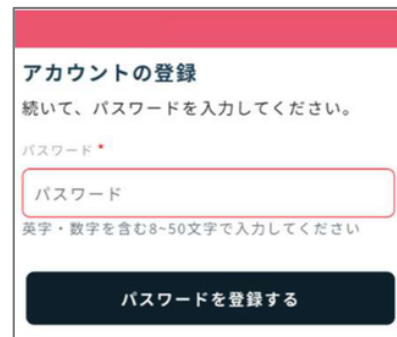 アカウントの登録
続いて、パスワードを入力してください。
パスワード *
パスワード
英字・数字を含む8~50文字で入力してください
パスワードを登録する